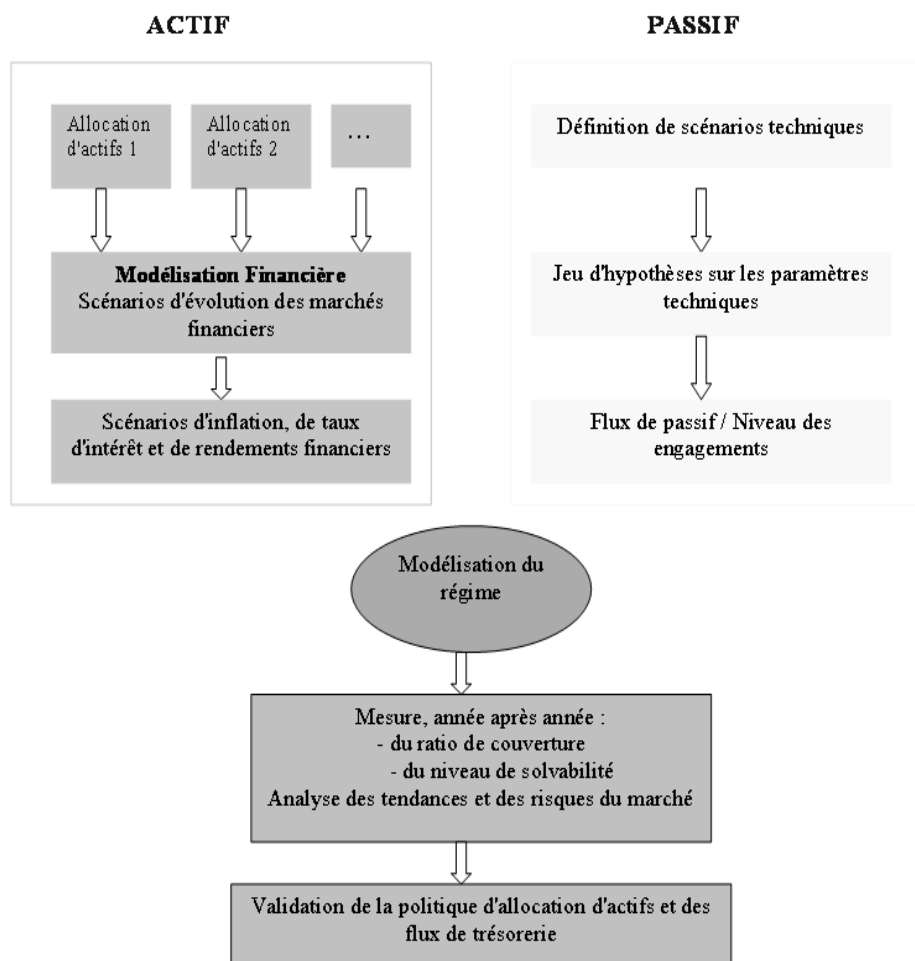 ACTIF
PASSIF
Allocation
d'actifs 1
Allocation
d'actifs 2
...
Modélisation Financière
Scénarios d'évolution des marchés
financiers
Scénarios d'inflation, de taux
d'intérêt et de rendements financiers
Définition de scénarios techniques
Jeu d'hypothèses sur les paramètres
techniques
Flux de passif / Niveau des
engagements
Modélisation du
régime
Mesure, année après année :
- du ratio de couverture
- du niveau de solvabilité
Analyse des tendances et des risques du marché
Validation de la politique d'allocation d'actifs et des
flux de trésorerie